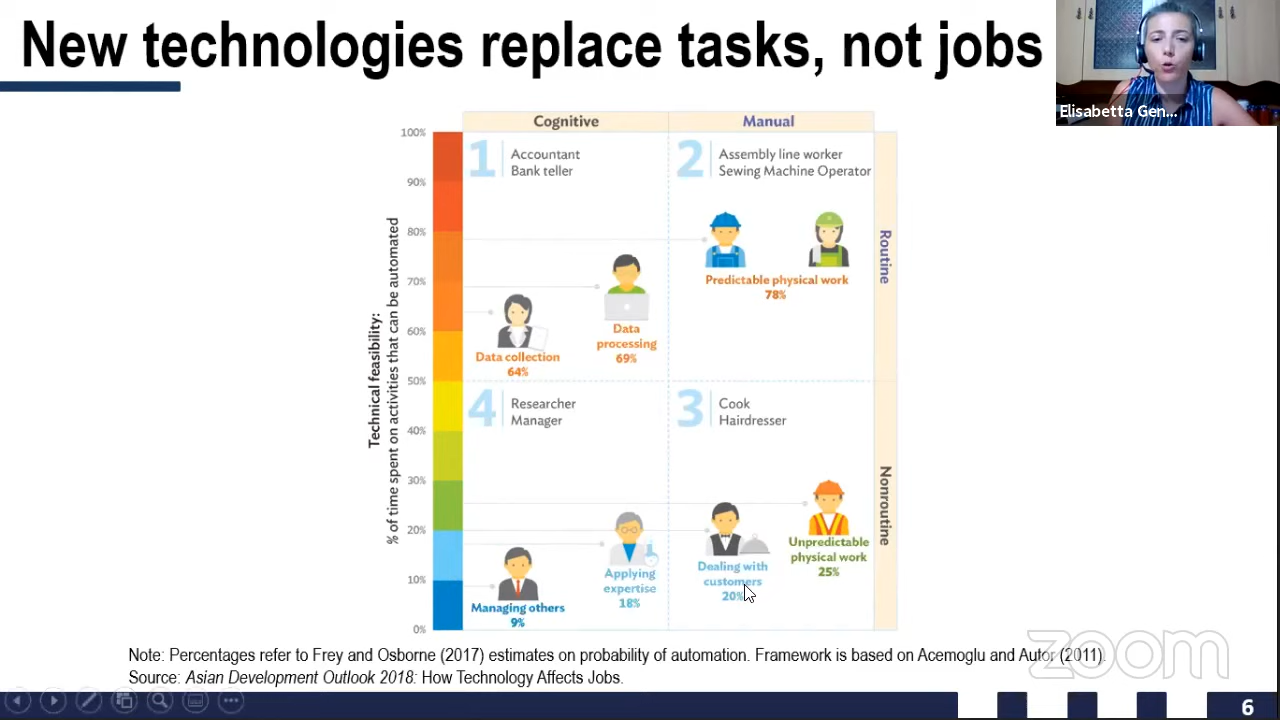 New technologies replace tasks, not jobs
Elisabetta Gen...
Cognitive
Manual
100%
90%
80%
70%
60%
50%
40%
30%
20%
10%
0%
Technical feasibility:
% of time spent on activities that can be automated
1
Accountant
Bank teller
2
Assembly line worker
Sewing Machine Operator
Routine
Predictable physical work
78%
Data
processing
69%
Data collection
64%
4
Researcher
Manager
3
Cook
Hairdresser
Nonroutine
Unpredictable
physical work
25%
Dealing with
customers
20%
Applying
expertise
18%
Managing others
9%
Note: Percentages refer to Frey and Osborne (2017) estimates on probability of automation. Framework is based on Acemoglu and Autor (2011).
Source: Asian Development Outlook 2018: How Technology Affects Jobs.
zoom
6